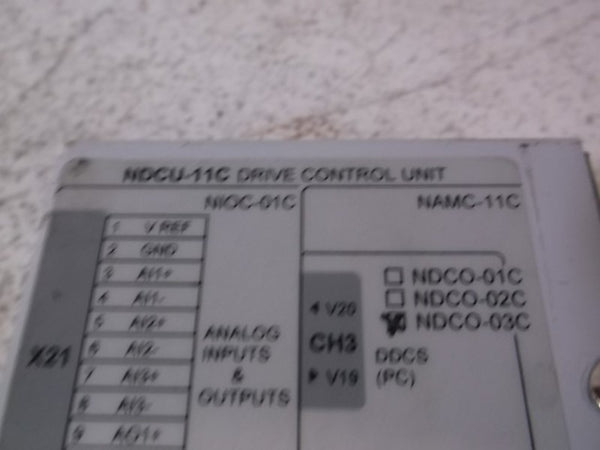 NDCU-11C DRIVE CONTROL UNIT
NIOC-01C
NAMC-11C
1 V REF
2 GND
3 AI1+
4 AI1-
5 AI2+
6 AI2-
7 AI3+
8 AI3-
9 AO1+
X21
ANALOG
INPUTS
&
OUTPUTS
V20
CH3
V19
NDCO-01C
NDCO-02C
NDCO-03C
DDCS
(PC)